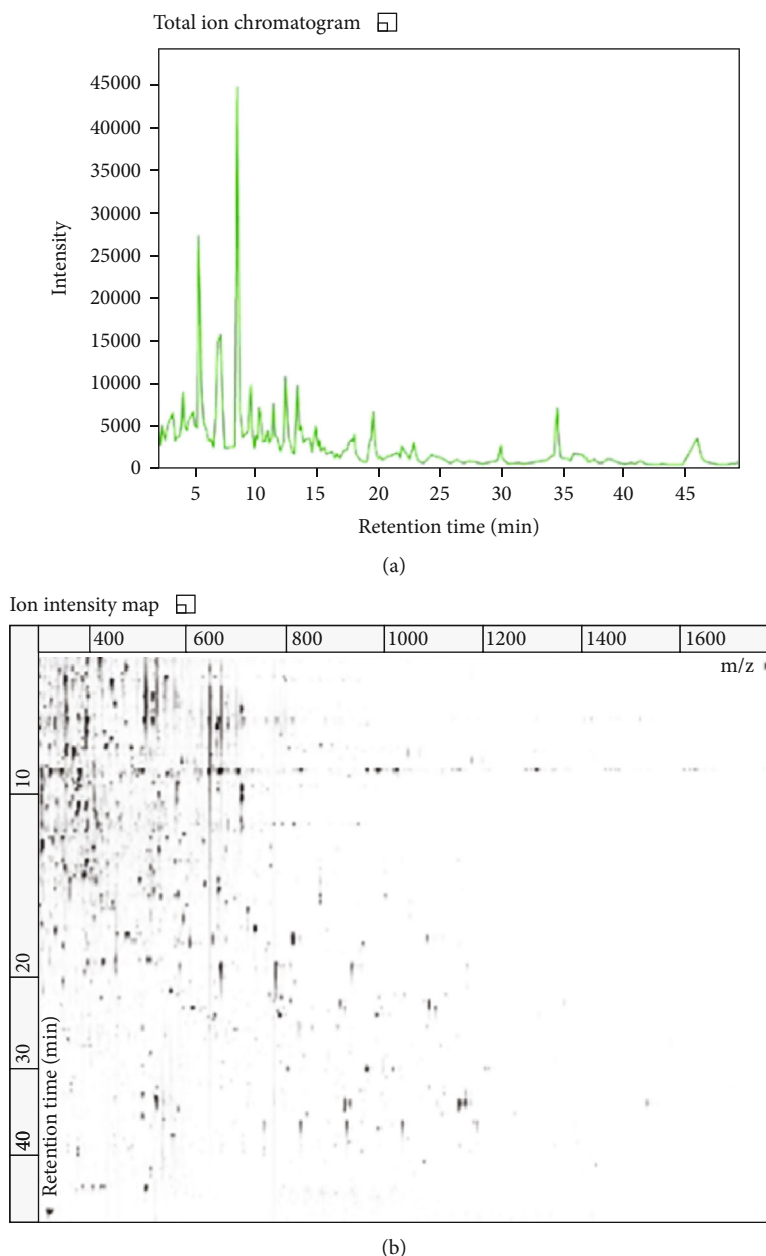 Total ion chromatogram
45000
40000
35000
30000
25000
20000
15000
10000
5000
0
Intensity
5 10 15 20 25 30 35 40 45
Retention time (min)
(a)
Ion intensity map
400 600 800 1000 1200 1400 1600
m/z
10
20
30
40
Retention time (min)
(b)